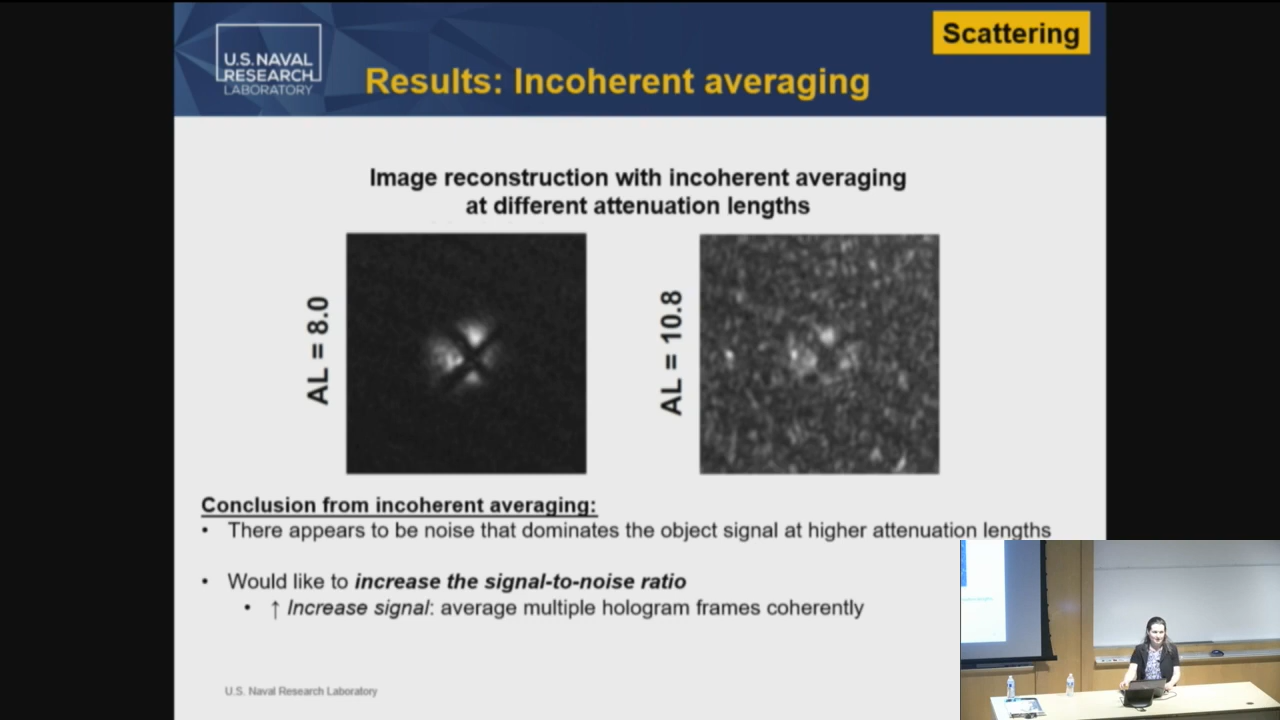 Scattering
U.S. NAVAL
RESEARCH
LABORATORY
Results: Incoherent averaging
Image reconstruction with incoherent averaging
at different attenuation lengths
AL = 8.0
AL = 10.8
Conclusion from incoherent averaging:
• There appears to be noise that dominates the object signal at higher attenuation lengths
• Would like to increase the signal-to-noise ratio
• ↑ Increase signal: average multiple hologram frames coherently
U.S. Naval Research Laboratory